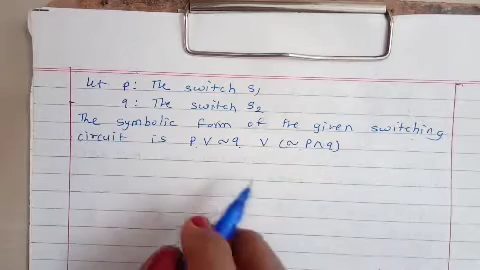 Let p: The switch S1
q: The switch S2
The symbolic form of the given switching
circuit is p ∨ ~q ∨ (~p∧q)